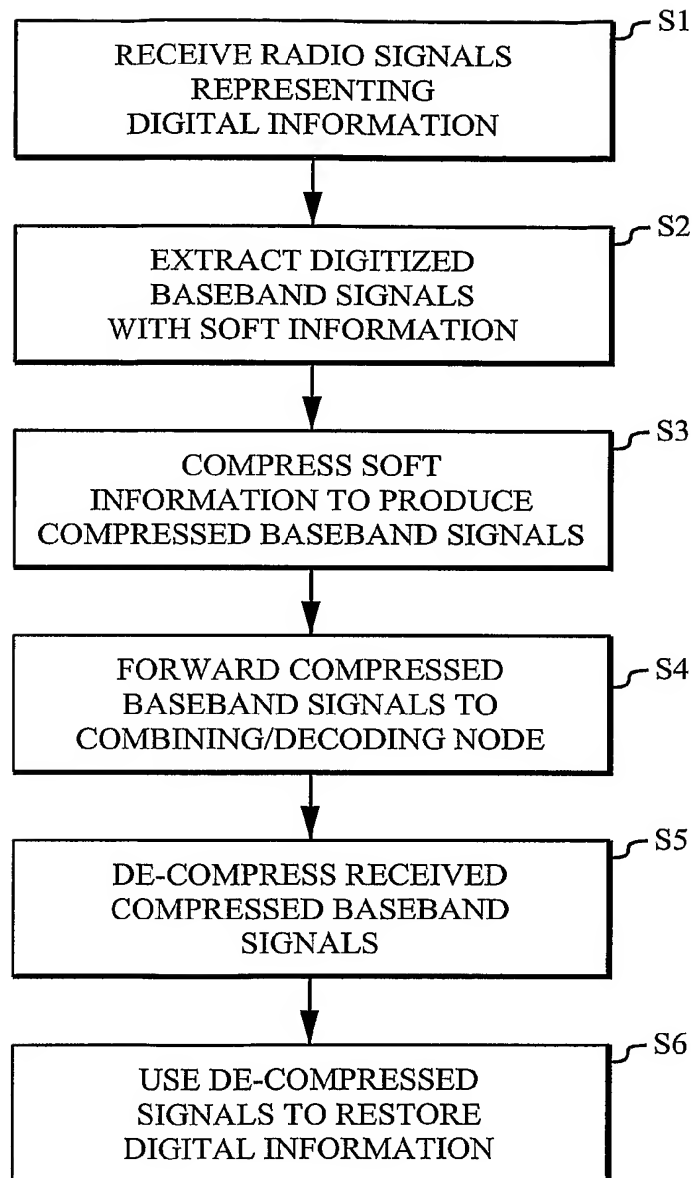 S1
RECEIVE RADIO SIGNALS
REPRESENTING
DIGITAL INFORMATION
S2
EXTRACT DIGITIZED
BASEBAND SIGNALS
WITH SOFT INFORMATION
S3
COMPRESS SOFT
INFORMATION TO PRODUCE
COMPRESSED BASEBAND SIGNALS
S4
FORWARD COMPRESSED
BASEBAND SIGNALS TO
COMBINING/DECODING NODE
S5
DE-COMPRESS RECEIVED
COMPRESSED BASEBAND
SIGNALS
S6
USE DE-COMPRESSED
SIGNALS TO RESTORE
DIGITAL INFORMATION